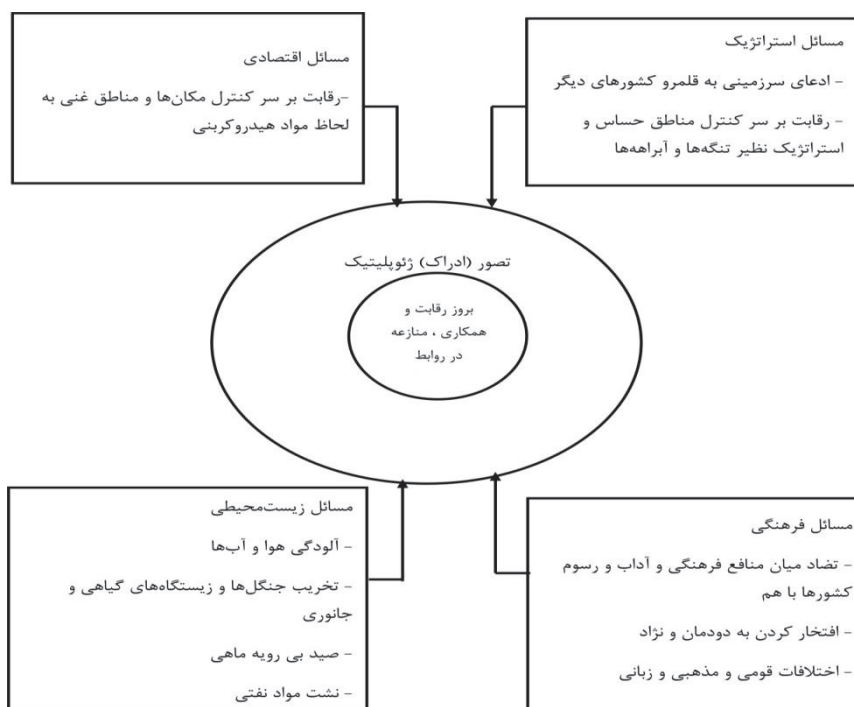 مسائل استراتژیک
- ادعای سرزمینی به قلمرو کشورهای دیگر
- رقابت بر سر کنترل مناطق حساس و
استراتژیک نظیر تنگه‌ها و آبراهه‌ها
مسائل اقتصادی
-رقابت بر سر کنترل مکان‌ها و مناطق غنی به
لحاظ مواد هیدروکربنی
تصور (ادراک) ژئوپلیتیک
بروز رقابت و
همکاری ، منازعه
در روابط
مسائل فرهنگی
- تضاد میان منافع فرهنگی و آداب و رسوم
کشورها با هم
- افتخار کردن به دودمان و نژاد
- اختلافات قومی و مذهبی و زبانی
مسائل زیست‌محیطی
- آلودگی هوا و آب‌ها
- تخریب جنگل‌ها و زیستگاه‌های گیاهی و
جانوری
- صید بی رویه ماهی
- نشت مواد نفتی